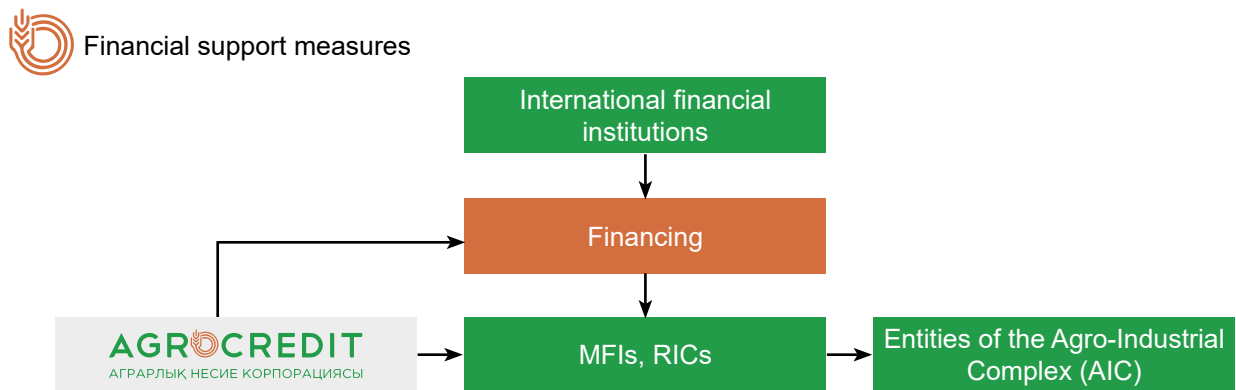 Financial support measures
International financial
institutions
Financing
AGROCREDIT
АГРАРЛЫҚ НЕСИЕ КОРПОРАЦИЯСЫ
MFIs, RICs
Entities of the Agro-Industrial
Complex (AIC)